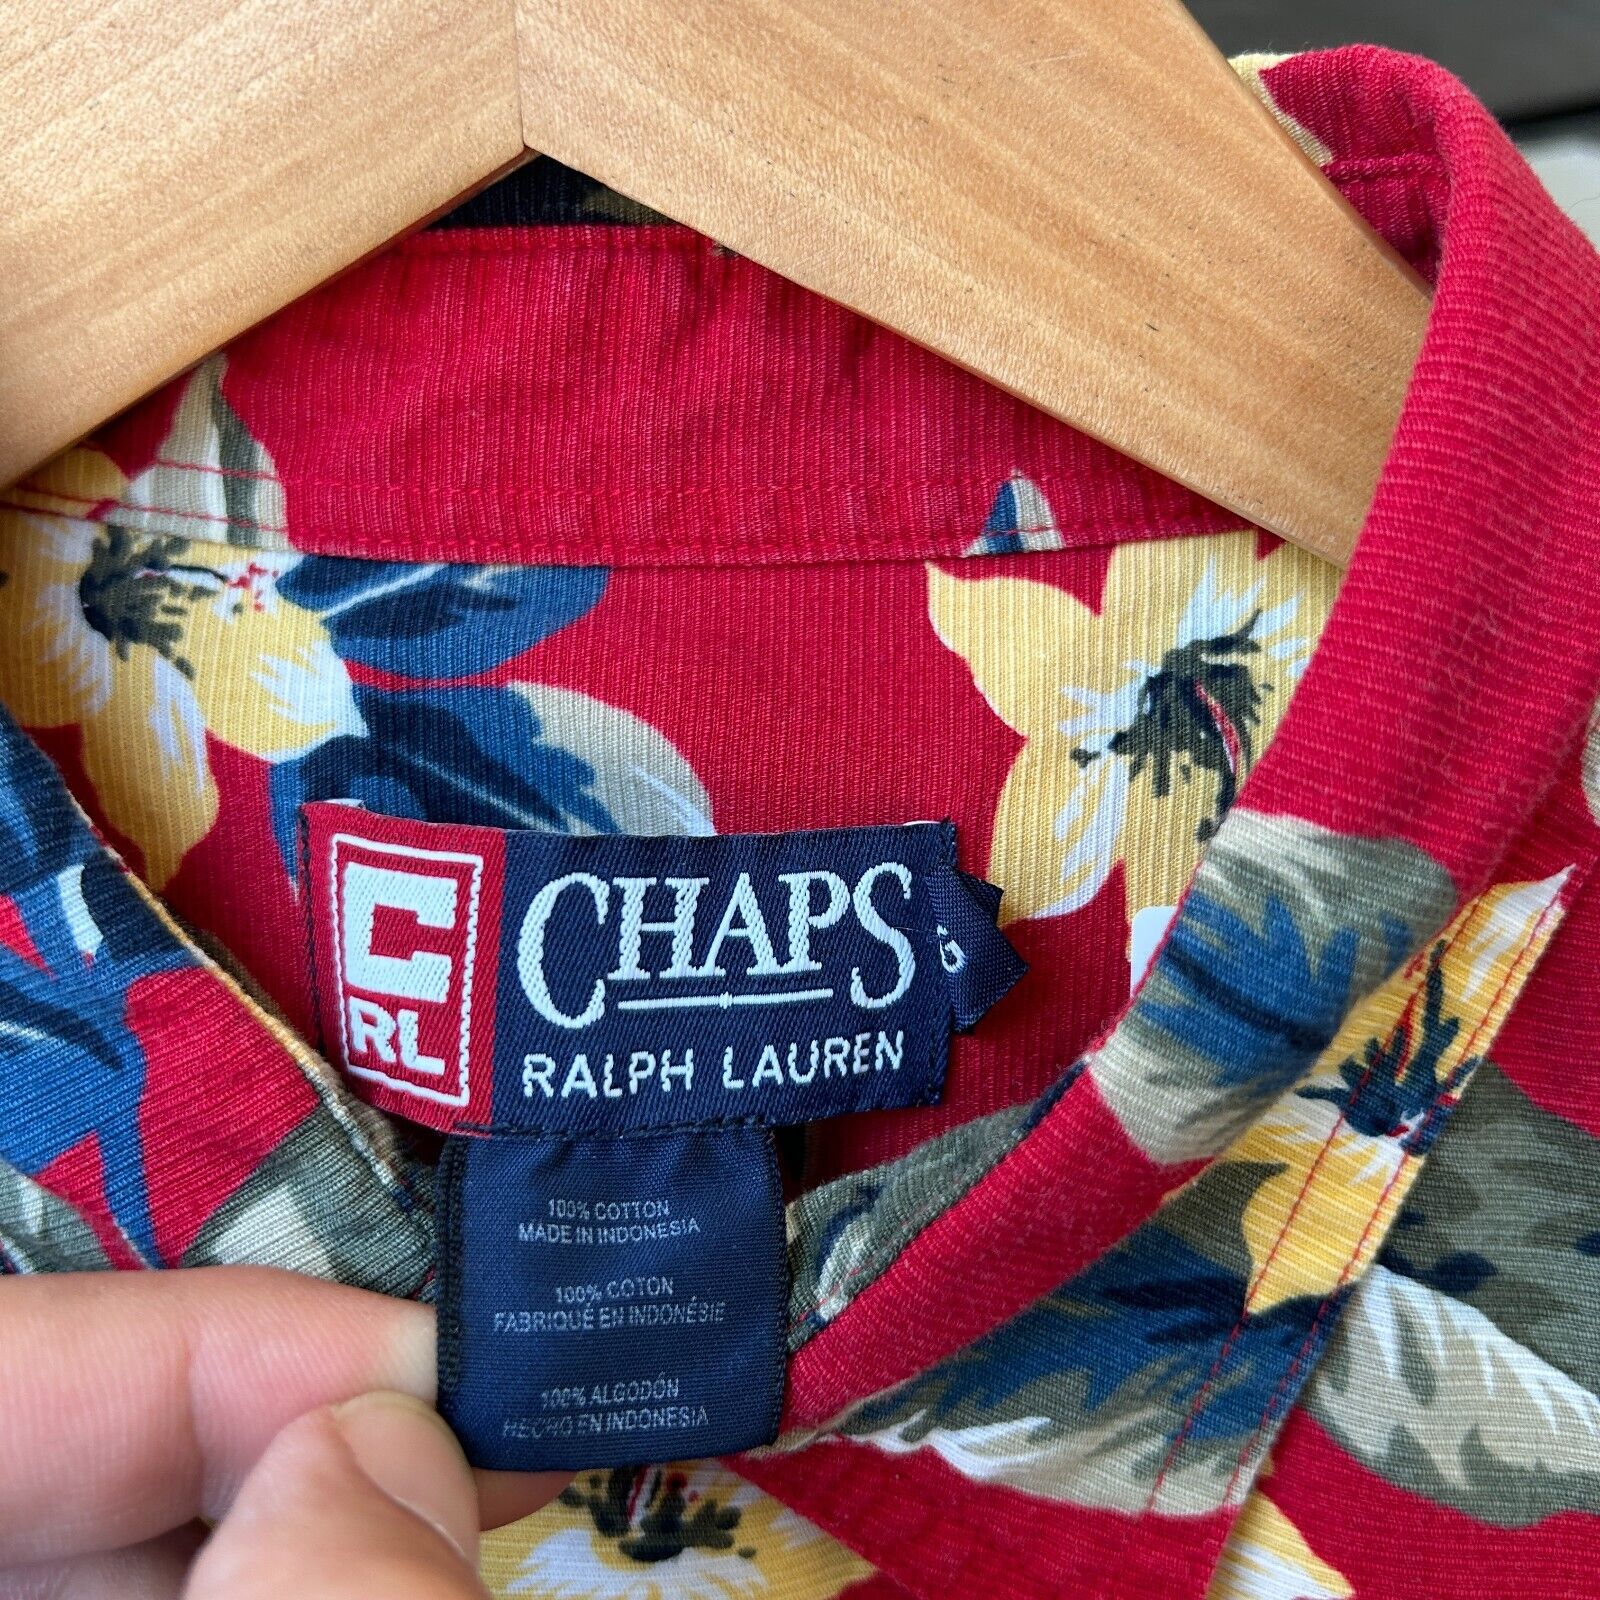 C
RL
CHAPS
RALPH LAUREN
100% COTTON
MADE IN INDONESIA
100% COTON
FABRIQUÉ EN INDONÉSIE
100% ALGODÓN
HECHO EN INDONESIA